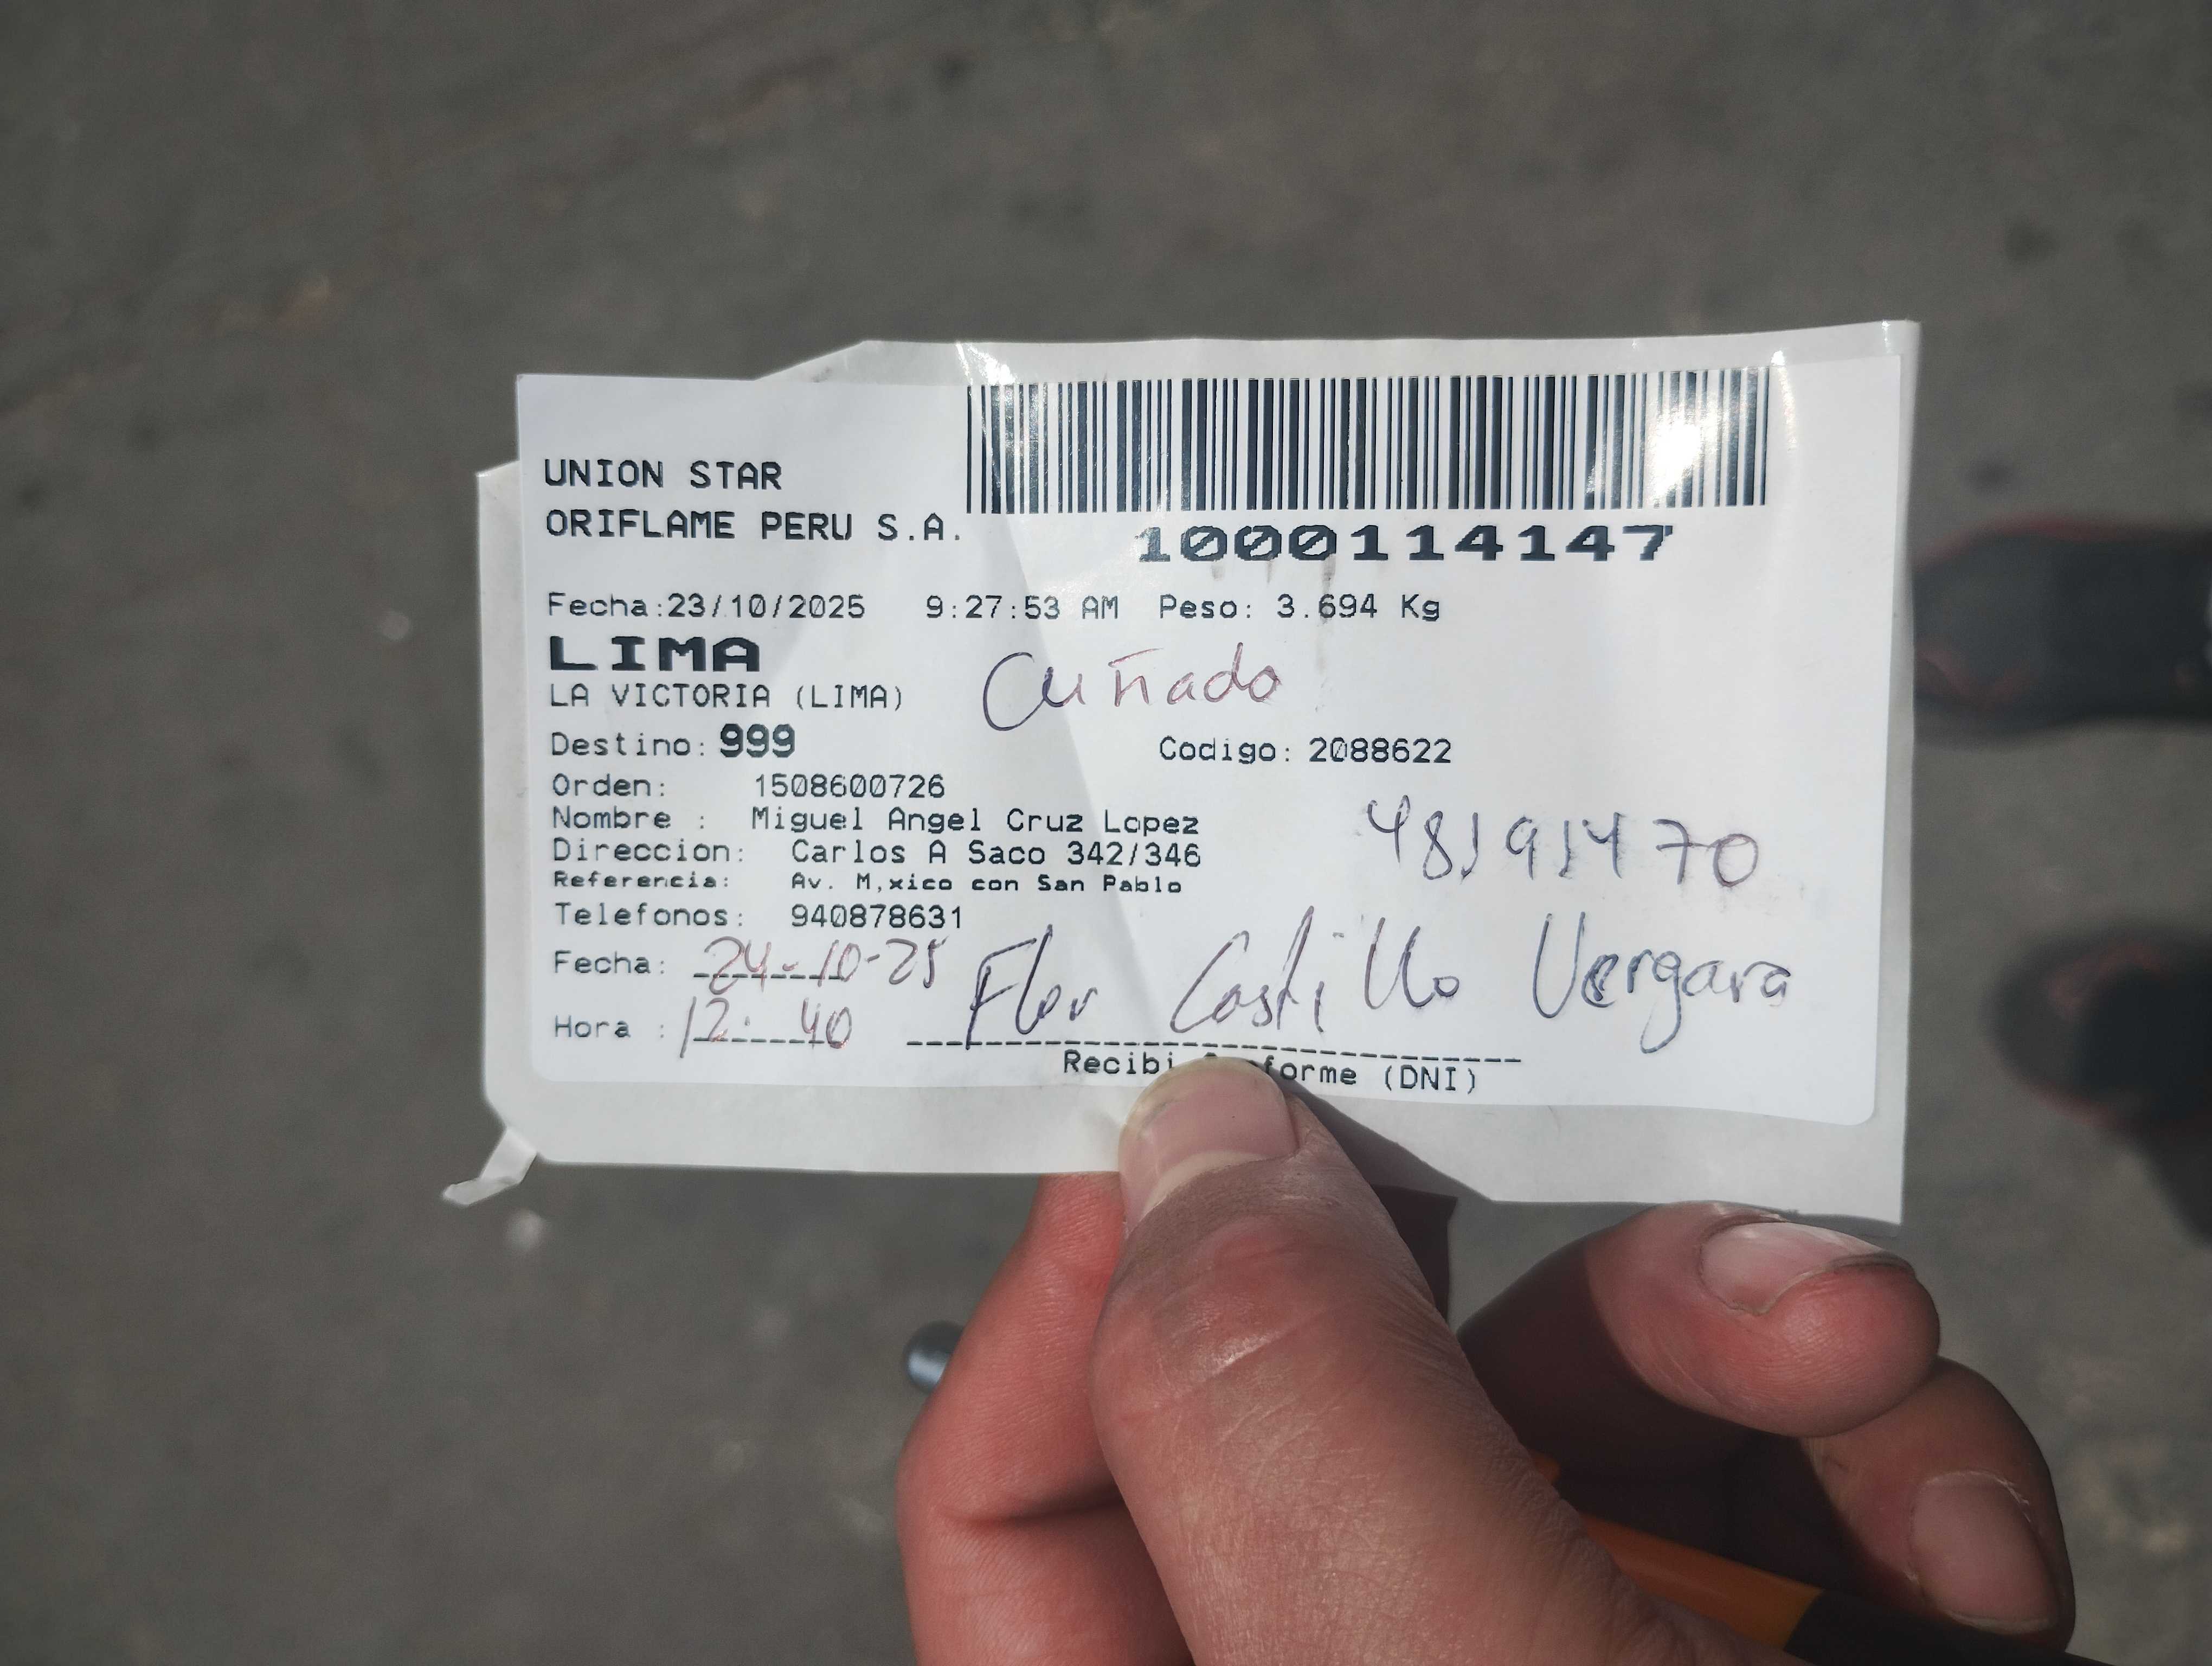 UNION STAR
ORIFLAME PERU S.A.
1000114147
Fecha:23/10/2025 9:27:53 AM Peso: 3.694 Kg
LIMA
LA VICTORIA (LIMA) Cuñado
Destino: 999 Codigo: 2088622
Orden: 1508600726
Nombre : Miguel Angel Cruz Lopez
48191470
Direccion: Carlos A Saco 342/346
Referencia: Av. M,xico con San Pablo
Telefonos: 940878631
Fecha: 24-10-25 Flor Castillo Vergara
Hora : 12:40
Recibi forme (DNI)